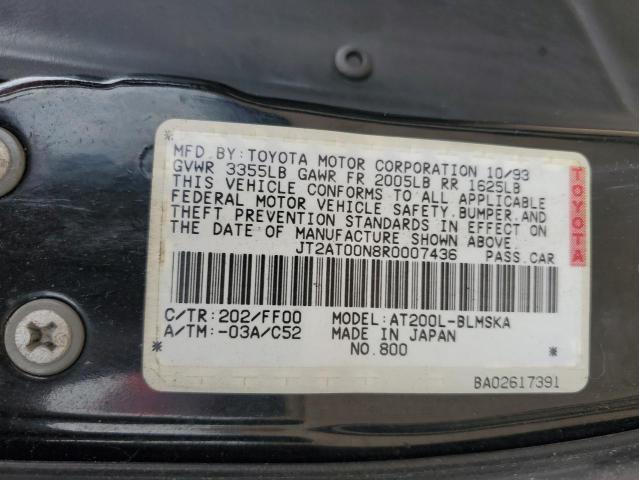 MFD. BY: TOYOTA MOTOR CORPORATION 10/93
GVWR 3355LB GAWR FR 2005LB RR 1625LB
THIS VEHICLE CONFORMS TO ALL APPLICABLE
FEDERAL MOTOR VEHICLE SAFETY, BUMPER, AND
THEFT PREVENTION STANDARDS IN EFFECT ON
THE DATE OF MANUFACTURE SHOWN ABOVE.
JT2AT00N8R0007436 PASS. CAR
TOYOTA
C/TR: 202/FF00 MODEL: AT200L-BLMSKA
A/TM: -03A/C52 MADE IN JAPAN
NO. 800
BA02617391